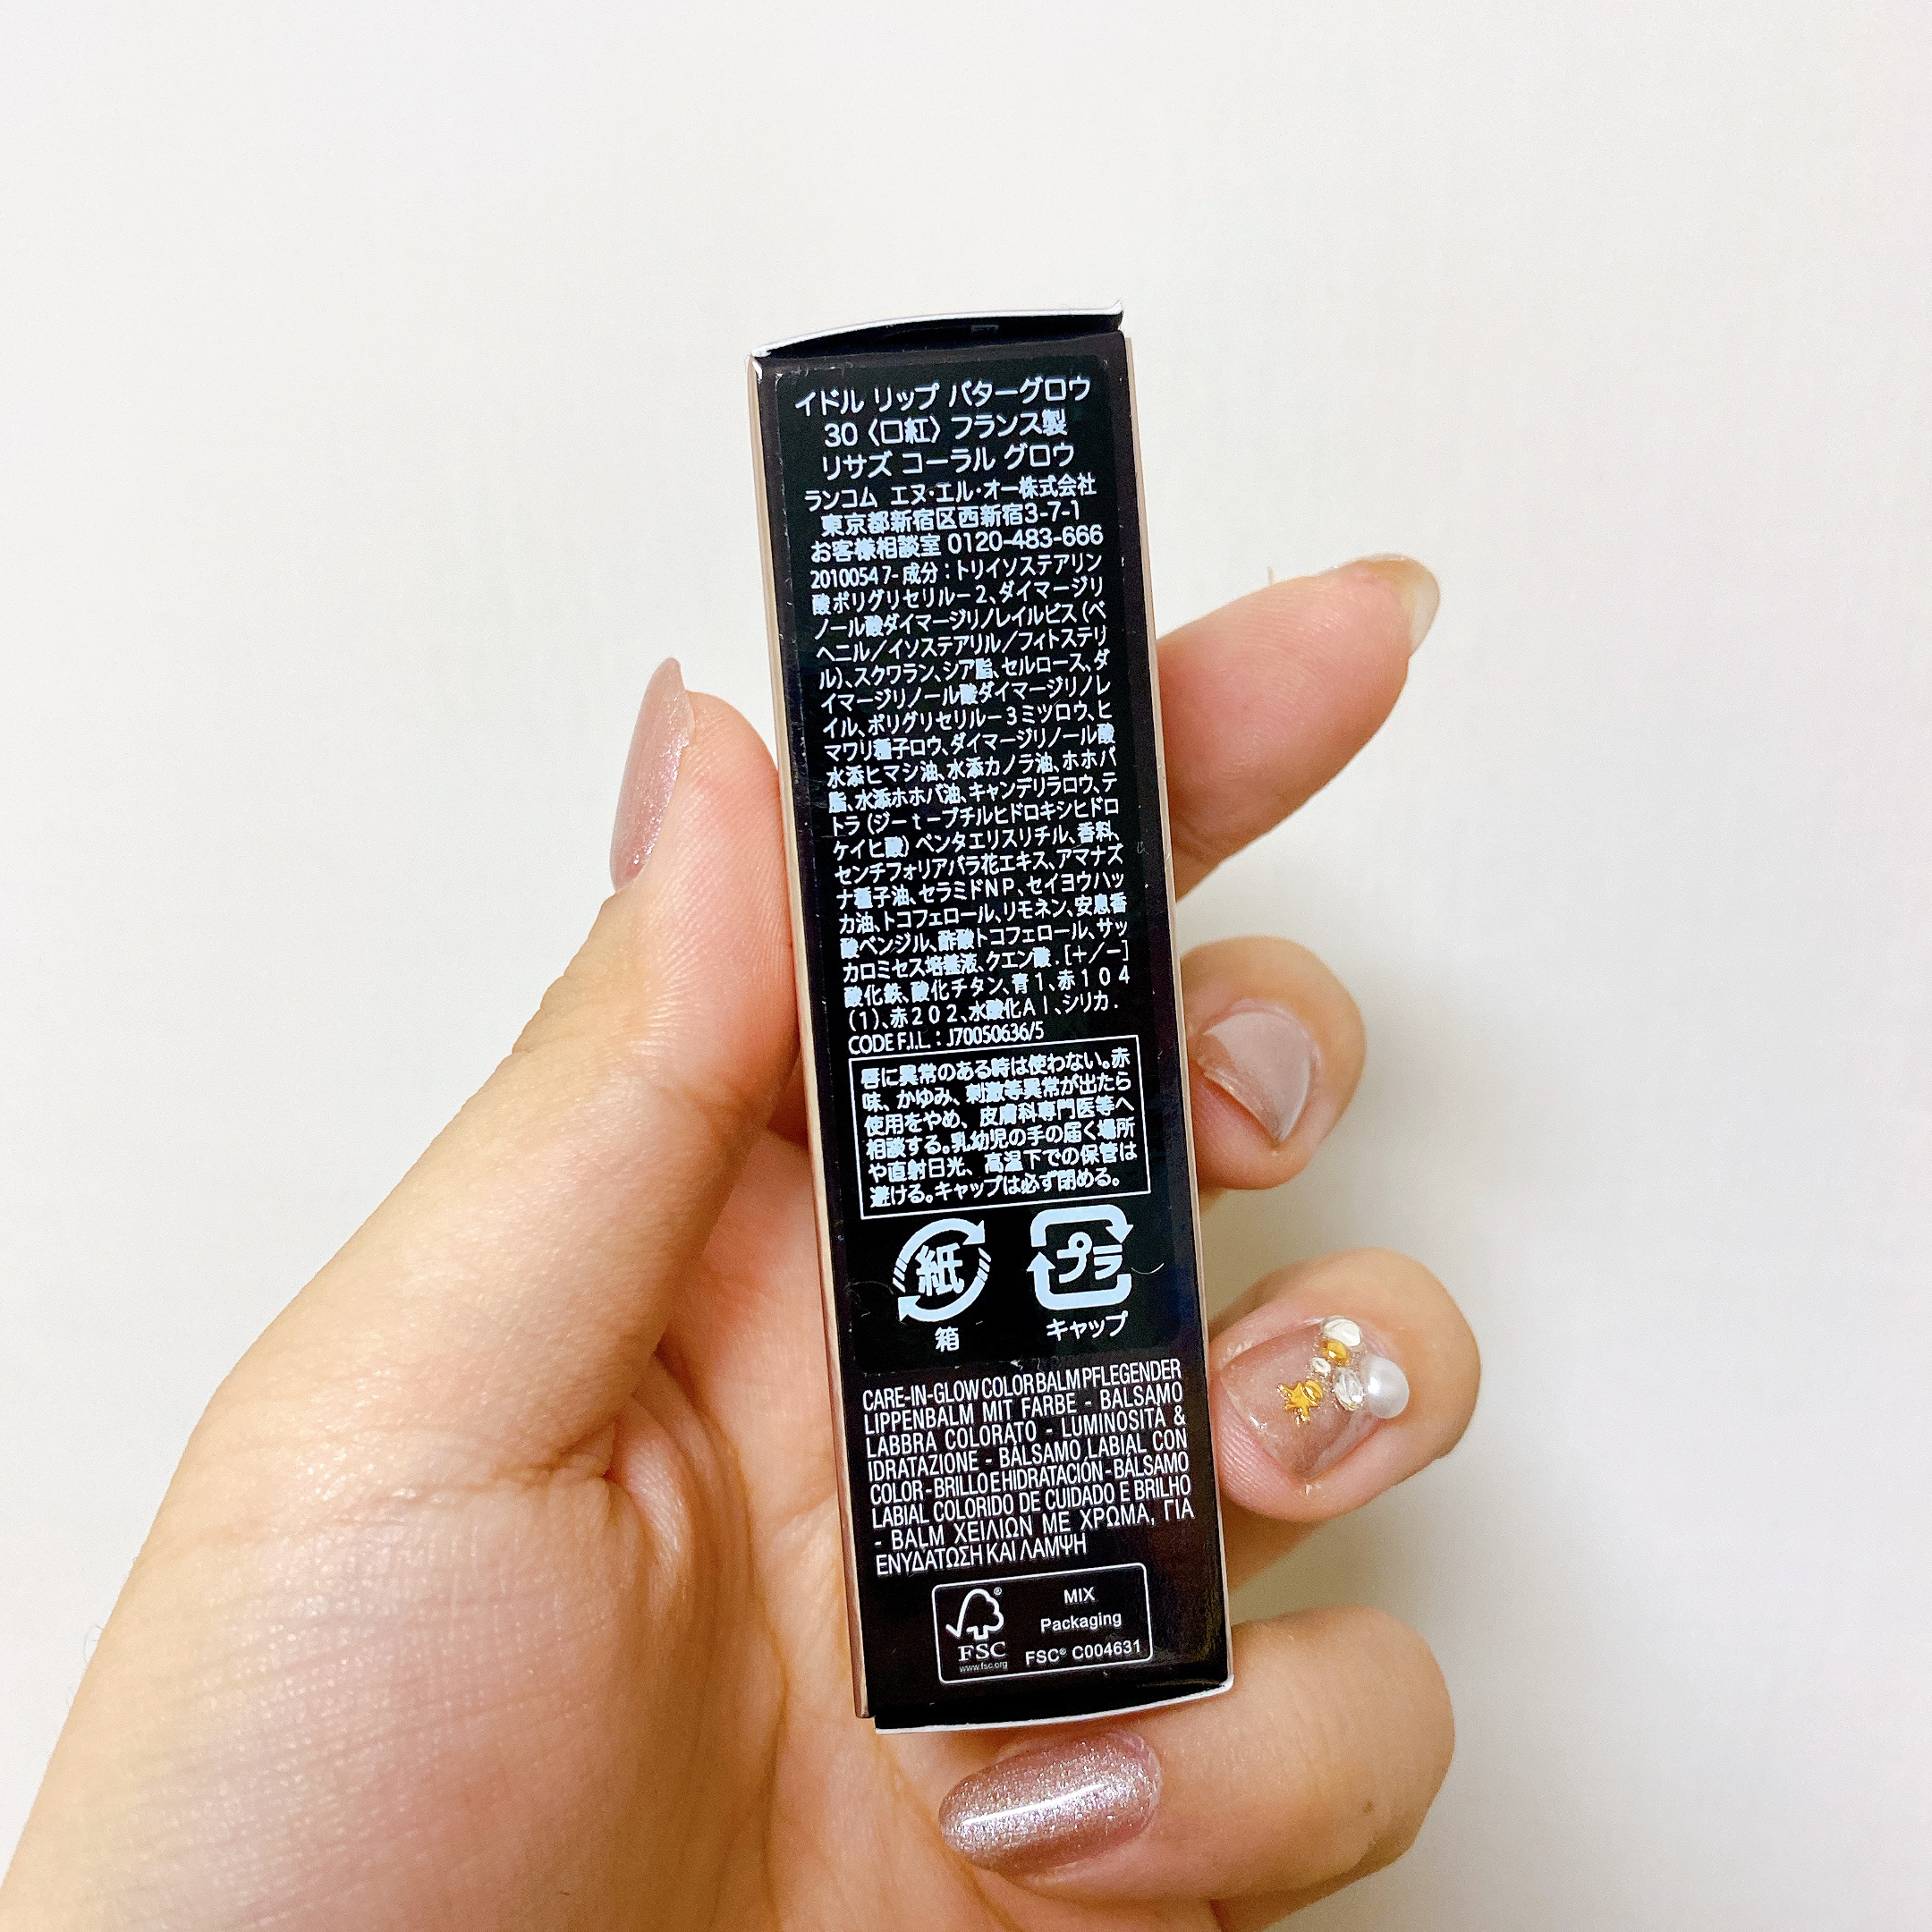 イドル リップ バターグロウ
30〈口紅〉フランス製
リサズ コーラル グロウ
ランコム エヌ・エル・オー株式会社
東京都新宿区西新宿3-7-1
お客様相談室 0120-483-666
2010054 7- 成分：トリイソステアリン
酸ポリグリセリル－2、ダイマージリ
ノール酸ダイマージリノレイルビス（ベ
ヘニル／イソステアリル／フィトステリ
ル）、スクワラン、シア脂、セルロース、ダ
イマージリノール酸ダイマージリノレ
イル、ポリグリセリル－3ミツロウ、ヒ
マワリ種子ロウ、ダイマージリノール酸
水添ヒマシ油、水添カノラ油、ホホバ
脂、水添ホホバ油、キャンデリラロウ、テ
トラ（ジーｔ－ブチルヒドロキシヒドロ
ケイヒ酸）ペンタエリスリチル、香料、
センチフォリアバラ花エキス、アマナズ
ナ種子油、セラミドNP、セイヨウハッ
カ油、トコフェロール、リモネン、安息香
酸ベンジル、酢酸トコフェロール、サッ
カロミセス培養液、クエン酸．[＋／－]
酸化鉄、酸化チタン、青1、赤104
（1）、赤202、水酸化Al、シリカ．
CODE F.I.L. : J70050636/5
唇に異常のある時は使わない。赤
味、かゆみ、刺激等異常が出たら
使用をやめ、皮膚科専門医等へ
相談する。乳幼児の手の届く場所
や直射日光、高温下での保管は
避ける。キャップは必ず閉める。
紙 プラ
箱 キャップ
CARE-IN-GLOW COLOR BALM PFLEGENDER
LIPPENBALM MIT FARBE - BALSAMO
LABBRA COLORATO - LUMINOSITÀ &
IDRATAZIONE - BÁLSAMO LABIAL CON
COLOR - BRILLO E HIDRATACIÓN - BÁLSAMO
LABIAL COLORIDO DE CUIDADO E BRILHO
- BALM ΧΕΙΛΙΩΝ ΜΕ ΧΡΩΜΑ, ΓΙΑ
ΕΝΥΔΑΤΩΣΗ ΚΑΙ ΛΑΜΨΗ
MIX
Packaging
FSC® C004631
FSC
www.fsc.org